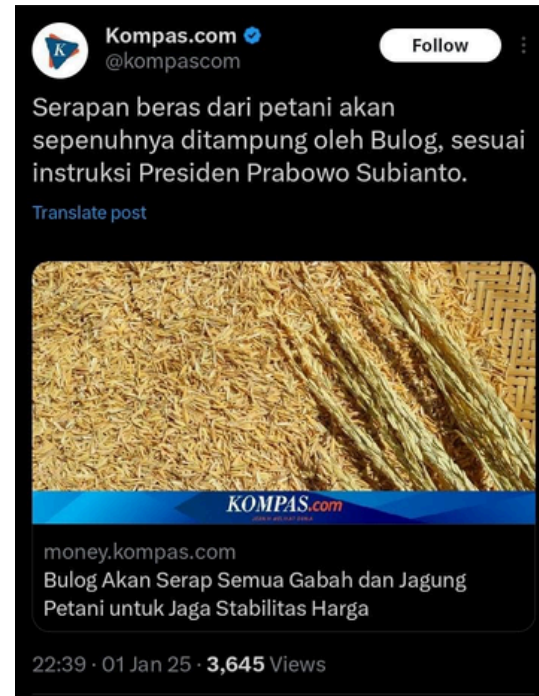 Kompas.com
@kompascom
Follow
Serapan beras dari petani akan
sepenuhnya ditampung oleh Bulog, sesuai
instruksi Presiden Prabowo Subianto.
Translate post
KOMPAS.com
money.kompas.com
Bulog Akan Serap Semua Gabah dan Jagung
Petani untuk Jaga Stabilitas Harga
22:39 · 01 Jan 25 · 3,645 Views